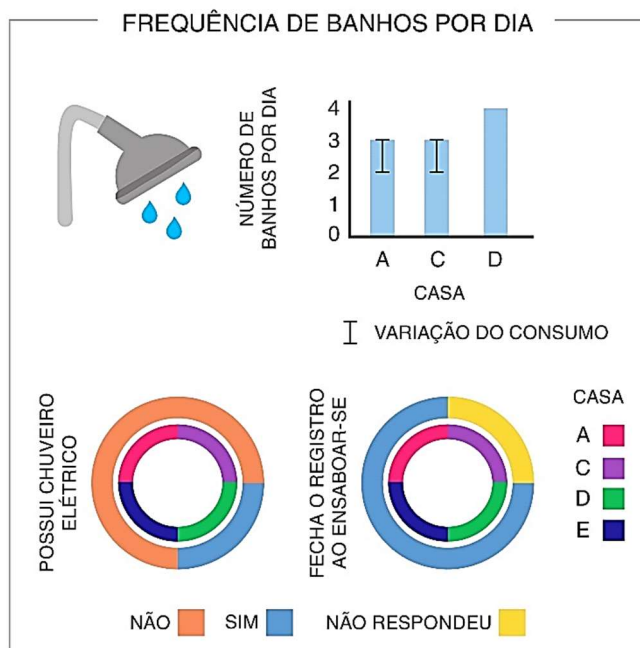 FREQUÊNCIA DE BANHOS POR DIA
NÚMERO DE
BANHOS POR DIA
4
3
2
1
0
A C D
CASA
VARIAÇÃO DO CONSUMO
POSSUI CHUVEIRO
ELÉTRICO
FECHA O REGISTRO
AO ENSABOAR-SE
CASA
A
C
D
E
NÃO SIM NÃO RESPONDEU